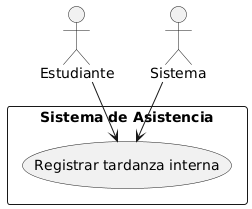 Estudiante
Sistema
Sistema de Asistencia
Registrar tardanza interna